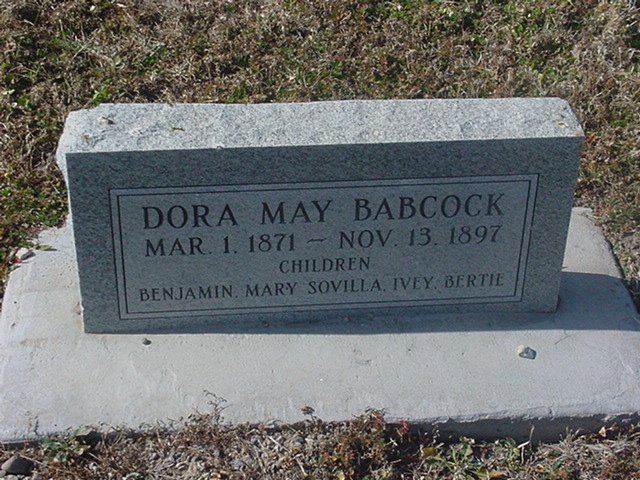 DORA MAY BABCOCK
MAR. 1, 1871 ~ NOV. 13, 1897
CHILDREN
BENJAMIN, MARY SOVILLA, IVEY, BERTIE